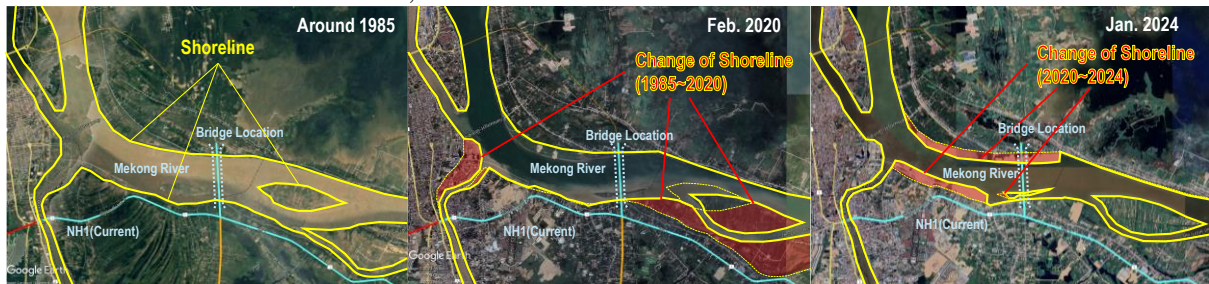 Around 1985
Shoreline
Bridge Location
Mekong River
NH1(Current)
Google Earth
Feb. 2020
Change of Shoreline
(1985~2020)
Bridge Location
Mekong River
NH1(Current)
Google Earth
Jan. 2024
Change of Shoreline
(2020~2024)
Bridge Location
Mekong River
NH1(Current)